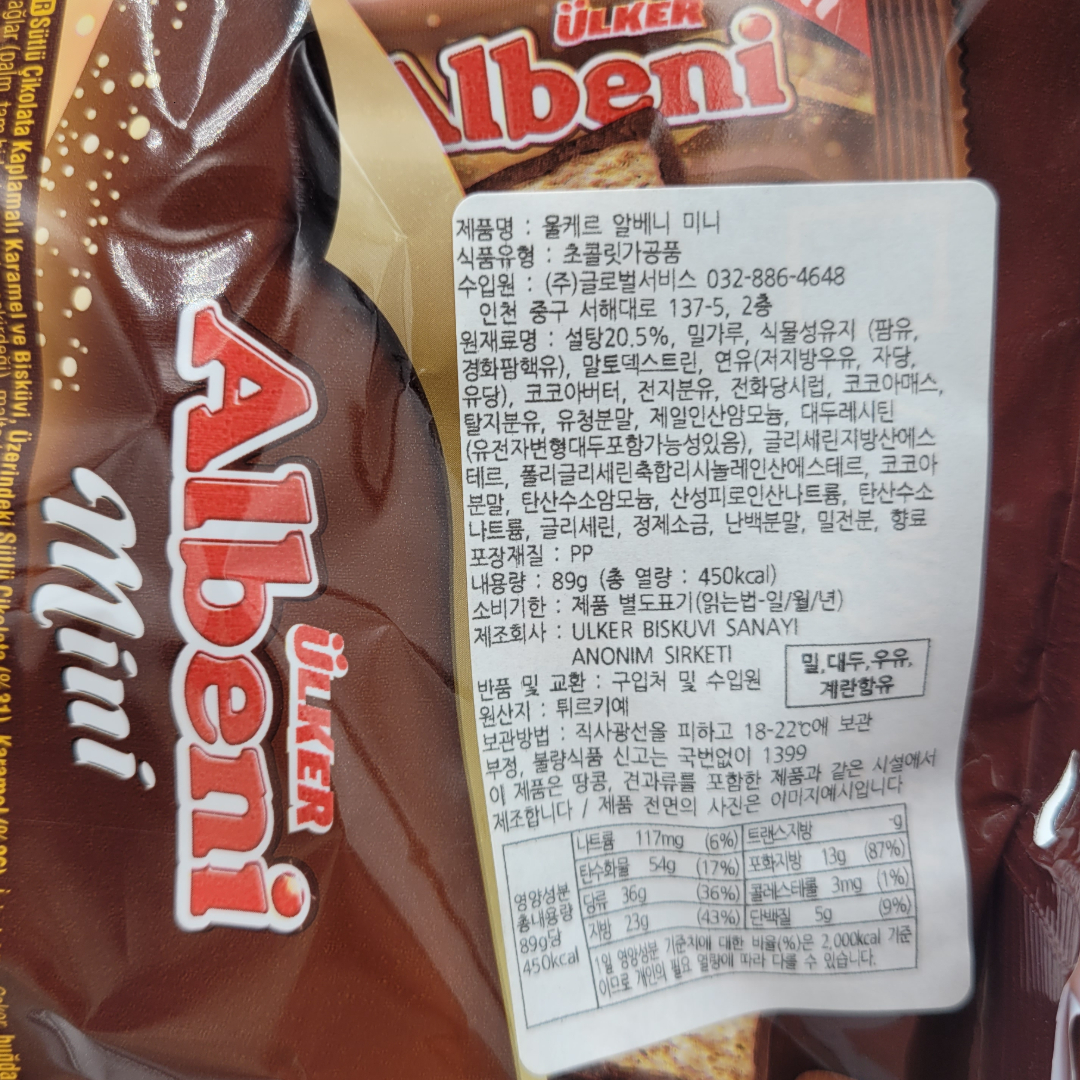 ÜLKER
Albeni
ÜLKER
Albeni
Mini
Sütlü Çikolata Kaplamalı Karamel ve Bisküvi, Üzerindeki Sütlü Çikolata
제품명 : 울케르 알베니 미니
식품유형 : 초콜릿가공품
수입원 : (주)글로벌서비스 032-886-4648
인천 중구 서해대로 137-5, 2층
원재료명 : 설탕20.5%, 밀가루, 식물성유지 (팜유,
경화팜핵유), 말토덱스트린, 연유(저지방우유, 자당,
유당), 코코아버터, 전지분유, 전화당시럽, 코코아매스,
탈지분유, 유청분말, 제일인산암모늄, 대두레시틴
(유전자변형대두포함가능성있음), 글리세린지방산에스
테르, 폴리글리세린축합리시놀레인산에스테르, 코코아
분말, 탄산수소암모늄, 산성피로인산나트륨, 탄산수소
나트륨, 글리세린, 정제소금, 난백분말, 밀전분, 향료
포장재질 : PP
내용량 : 89g (총 열량 : 450kcal)
소비기한 : 제품 별도표기(읽는법-일/월/년)
제조회사 : ULKER BISKUVI SANAYI
ANONIM SIRKETI
밀,대두,우유,
계란함유
반품 및 교환 : 구입처 및 수입원
원산지 : 튀르키예
보관방법 : 직사광선을 피하고 18-22℃에 보관
부정, 불량식품 신고는 국번없이 1399
이 제품은 땅콩, 견과류를 포함한 제품과 같은 시설에서
제조합니다 / 제품 전면의 사진은 이미지예시입니다
영양성분
총내용량
89g당
450kcal
나트륨 117mg (6%) 트랜스지방 -g
탄수화물 54g (17%) 포화지방 13g (87%)
당류 36g (36%) 콜레스테롤 3mg (1%)
지방 23g (43%) 단백질 5g (9%)
1일 영양성분 기준치에 대한 비율(%)은 2,000kcal 기준
이므로 개인의 필요 열량에 따라 다를 수 있습니다.